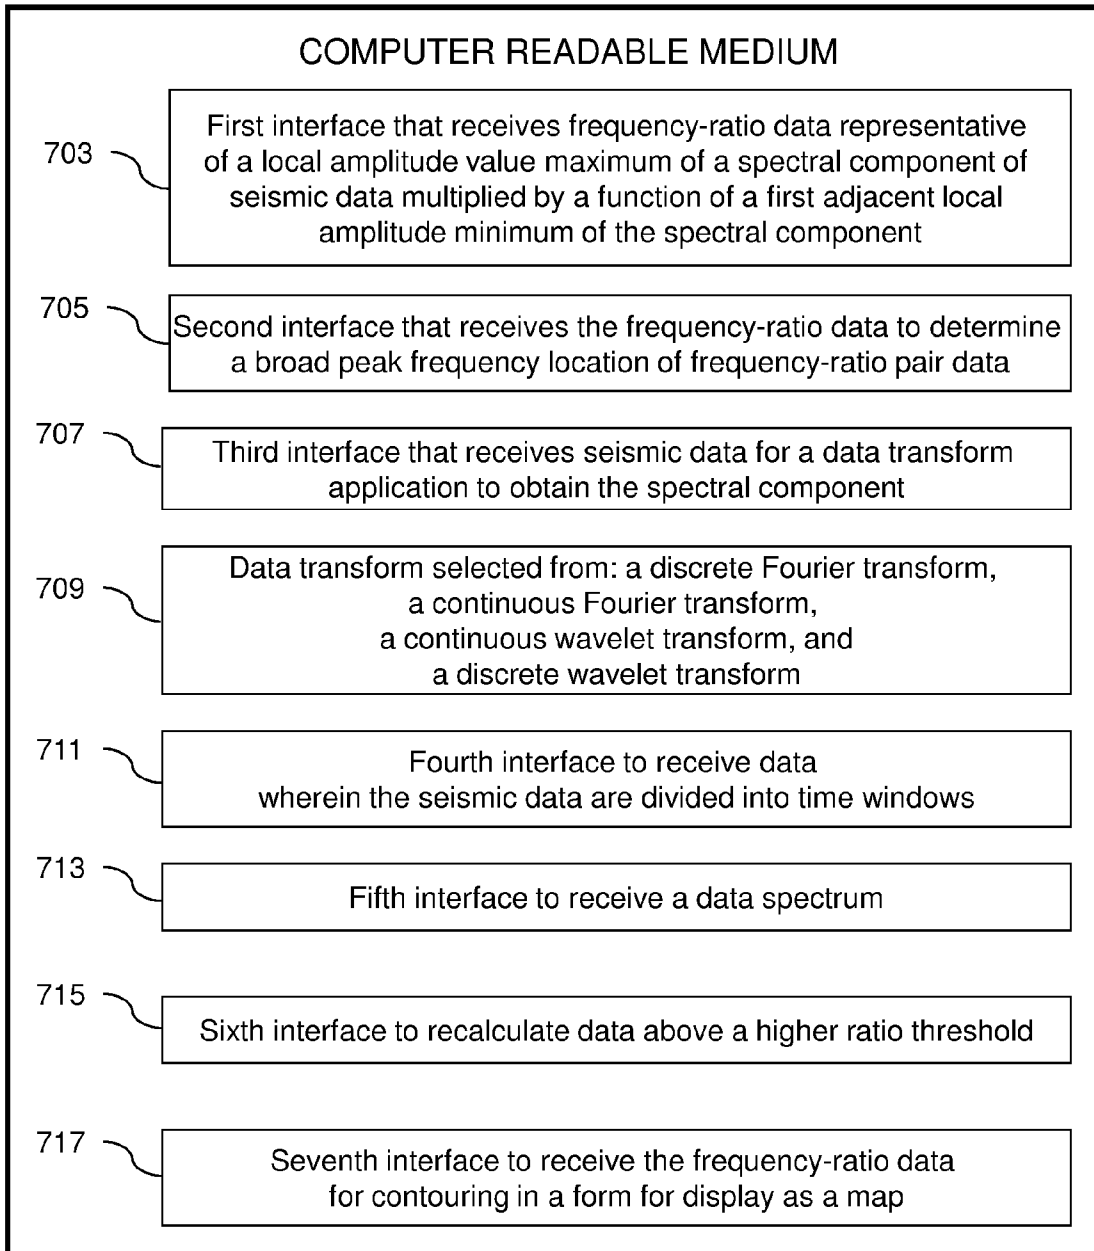 COMPUTER READABLE MEDIUM
703
First interface that receives frequency-ratio data representative
of a local amplitude value maximum of a spectral component of
seismic data multiplied by a function of a first adjacent local
amplitude minimum of the spectral component
705
Second interface that receives the frequency-ratio data to determine
a broad peak frequency location of frequency-ratio pair data
707
Third interface that receives seismic data for a data transform
application to obtain the spectral component
709
Data transform selected from: a discrete Fourier transform,
a continuous Fourier transform,
a continuous wavelet transform, and
a discrete wavelet transform
711
Fourth interface to receive data
wherein the seismic data are divided into time windows
713
Fifth interface to receive a data spectrum
715
Sixth interface to recalculate data above a higher ratio threshold
717
Seventh interface to receive the frequency-ratio data
for contouring in a form for display as a map